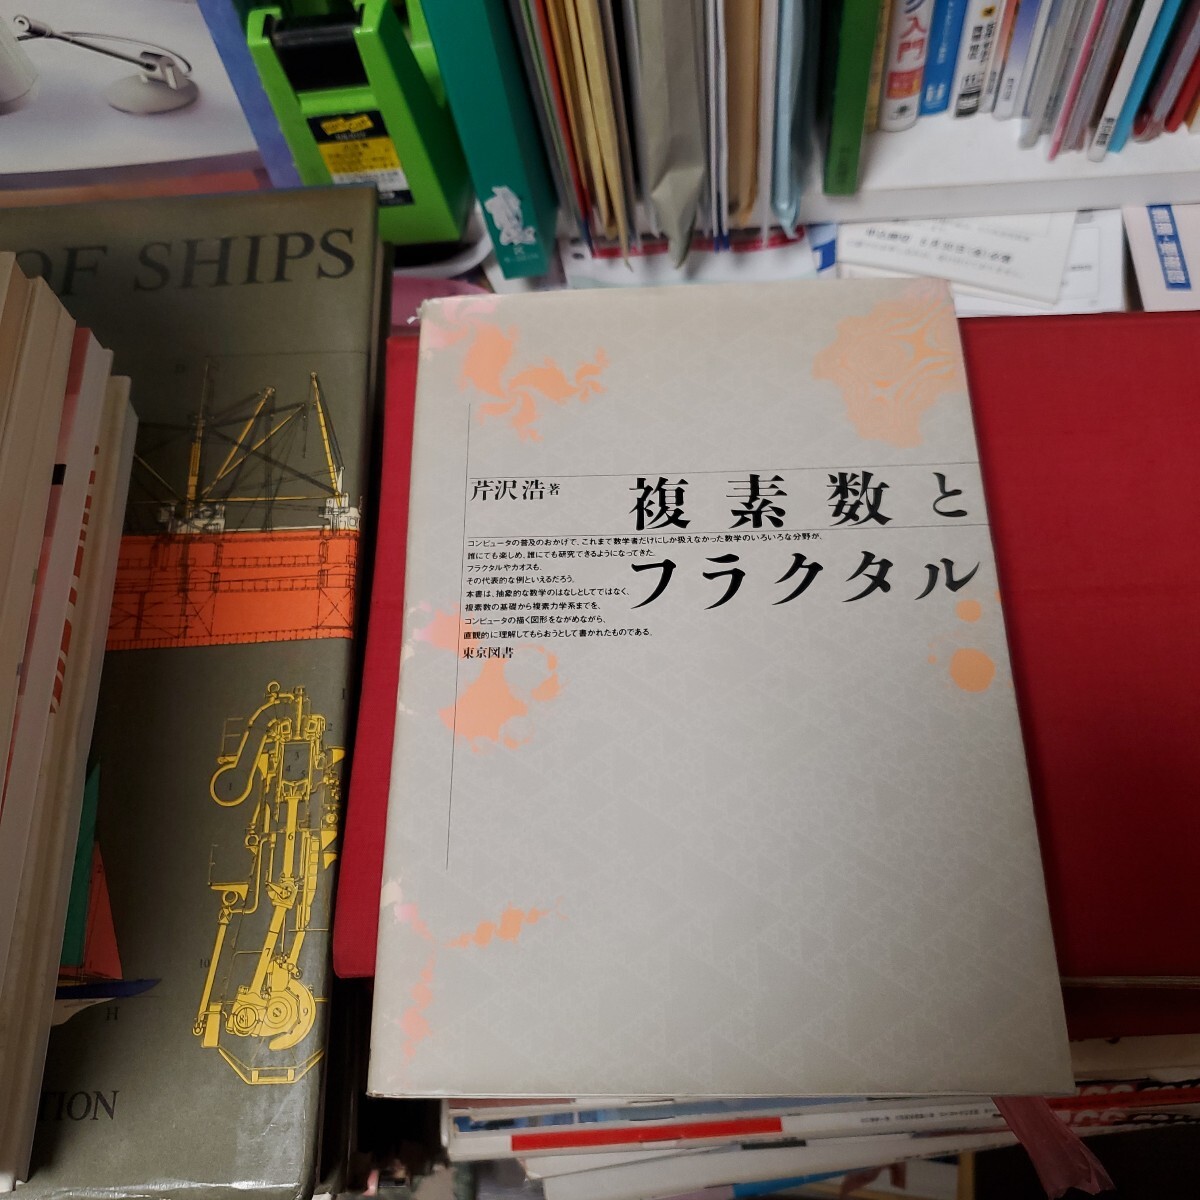 OF SHIPS
TION
入門
芹沢浩著
複素数と
フラクタル
コンピュータの普及のおかげで、これまで数学者だけにしか扱えなかった数学のいろいろな分野が、
誰にでも楽しめ、誰にでも研究できるようになってきた。
フラクタルやカオスも、
その代表的な例といえるだろう。
本書は、抽象的な数学のはなしとしてではなく、
複素数の基礎から複素力学系までを、
コンピュータの描く図形をながめながら、
直観的に理解してもらおうとして書かれたものである。
東京図書